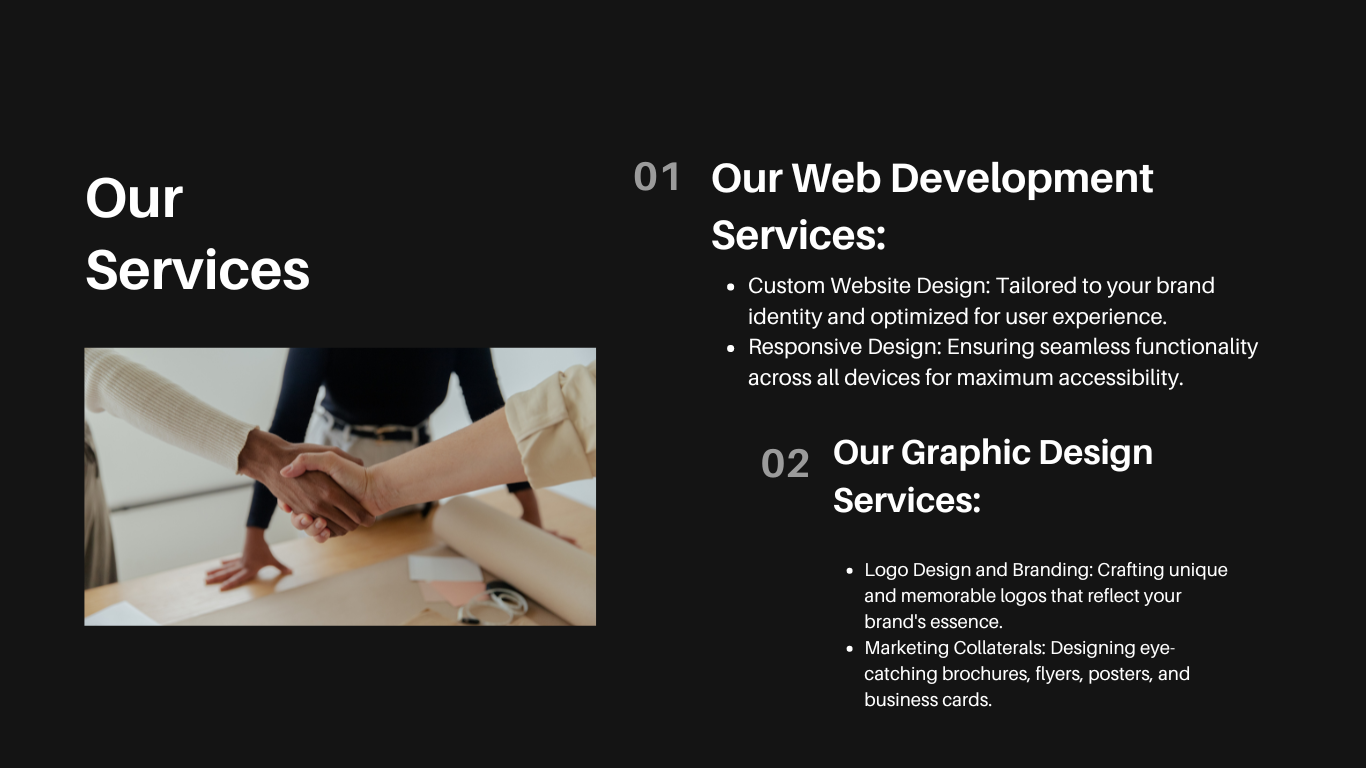 Our
Services
01
Our Web Development
Services:
• Custom Website Design: Tailored to your brand
identity and optimized for user experience.
• Responsive Design: Ensuring seamless functionality
across all devices for maximum accessibility.
02
Our Graphic Design
Services:
• Logo Design and Branding: Crafting unique
and memorable logos that reflect your
brand's essence.
• Marketing Collaterals: Designing eye-
catching brochures, flyers, posters, and
business cards.